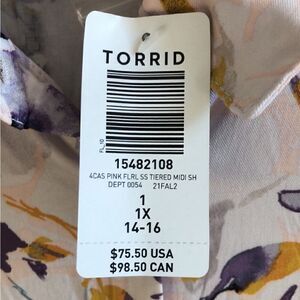 TORRID
FL_10
15482108
4CAS PINK FLRL SS TIERED MIDI SH
DEPT 0054 21FAL2
1
1X
14-16
$75.50 USA
$98.50 CAN